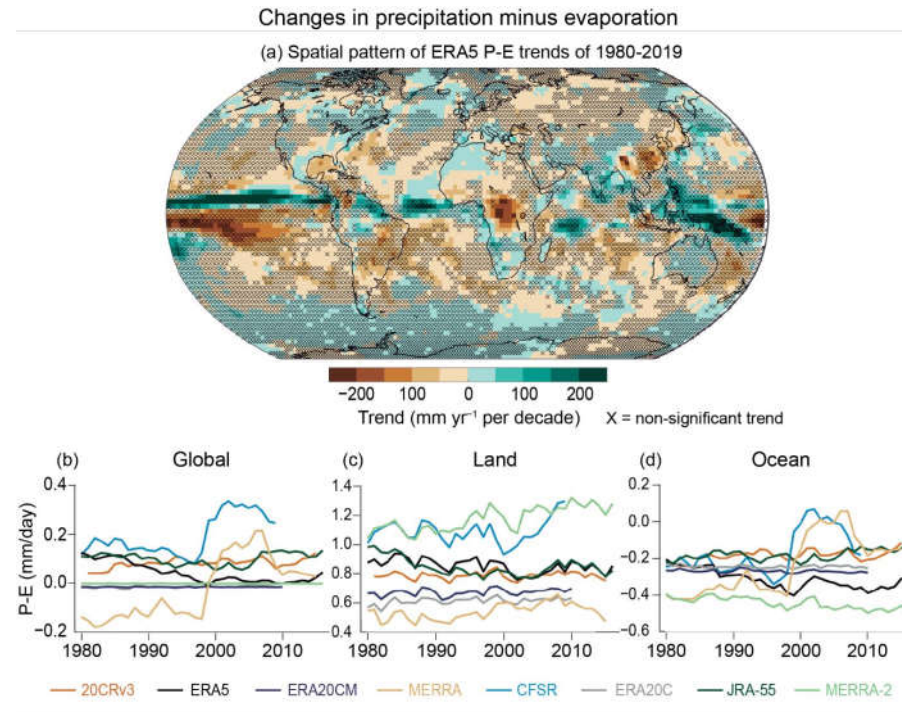 Changes in precipitation minus evaporation
(a) Spatial pattern of ERA5 P-E trends of 1980-2019
−200 100 0 100 200
Trend (mm yr⁻¹ per decade) X = non-significant trend
(b) Global (c) Land (d) Ocean
P-E (mm/day)
0.4
0.2
0.0
−0.2
1980 1990 2000 2010
1.4
1.2
1.0
0.8
0.6
0.4
1980 1990 2000 2010
0.2
0.0
−0.2
−0.4
−0.6
1980 1990 2000 2010
20CRv3 ERA5 ERA20CM MERRA CFSR ERA20C JRA-55 MERRA-2